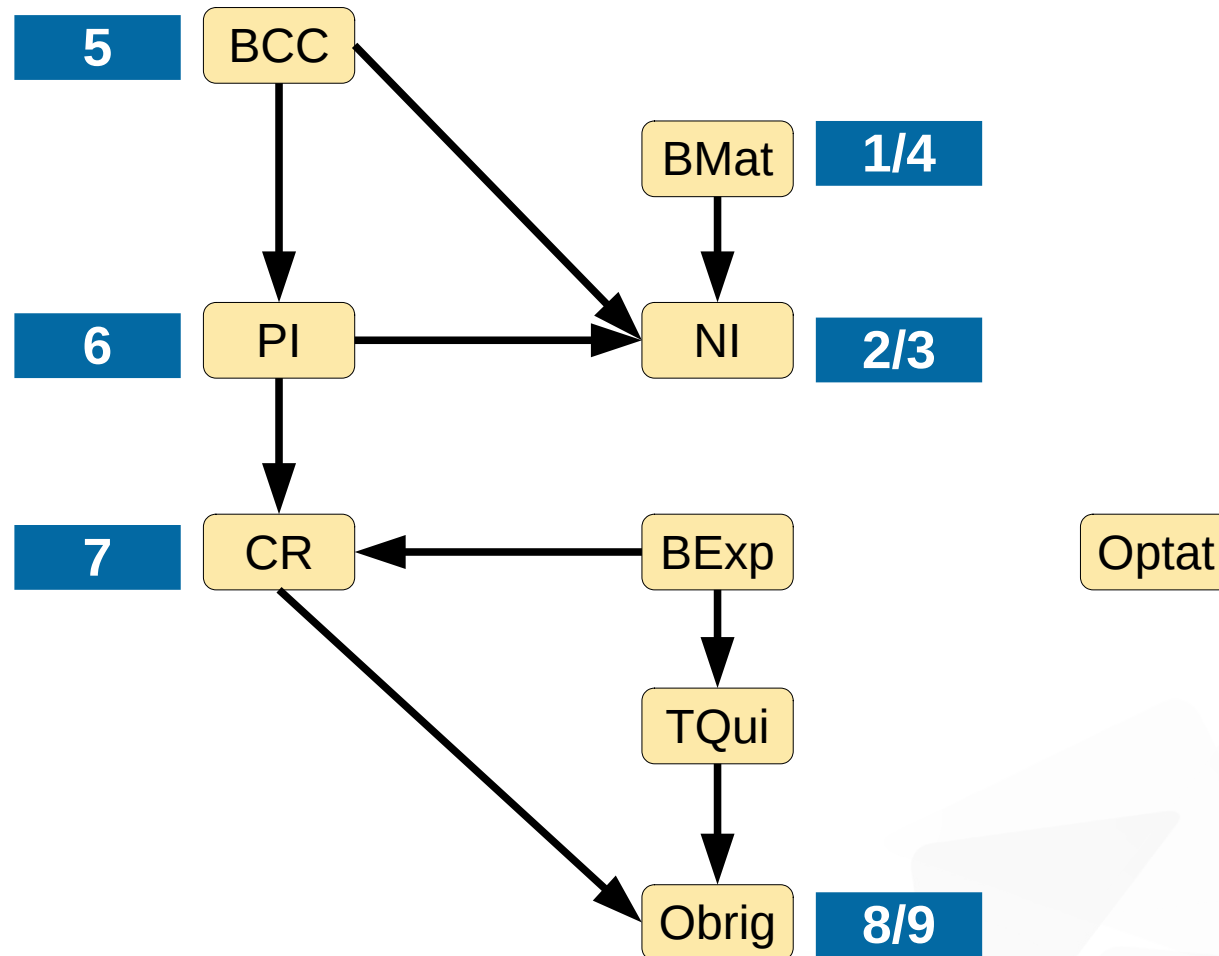 5
BCC
BMat
1/4
6
PI
NI
2/3
7
CR
BExp
Optat
TQui
Obrig
8/9